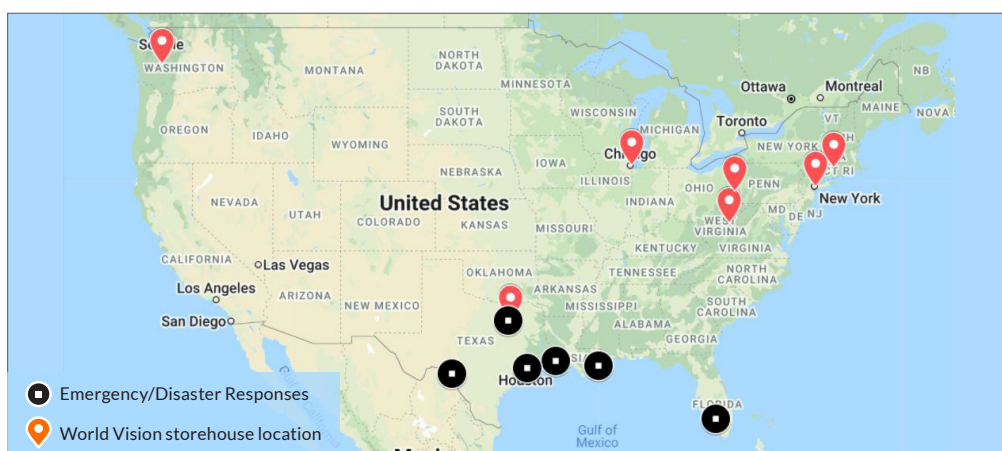 WASHINGTON
MONTANA
NORTH
DAKOTA
MINNESOTA
Ottawa
Montreal
NB
MAINE
NOVA
OREGON
IDAHO
WYOMING
SOUTH
DAKOTA
WISCONSIN
MICHIGAN
Toronto
VT
NEW YORK
NEBRASKA
IOWA
ILLINOIS
INDIANA
OHIO
PENN
CT RI
New York
NEVADA
UTAH
COLORADO
United States
KANSAS
MISSOURI
WEST
VIRGINIA
MD
DE
NJ
KENTUCKY
VIRGINIA
CALIFORNIA
Las Vegas
Los Angeles
San Diego
ARIZONA
NEW MEXICO
OKLAHOMA
ARKANSAS
TENNESSEE
NORTH
CAROLINA
MISSISSIPPI
SOUTH
CAROLINA
ALABAMA
GEORGIA
TEXAS
Houston
FLORIDA
Gulf of
Mexico
Emergency/Disaster Responses
World Vision storehouse location